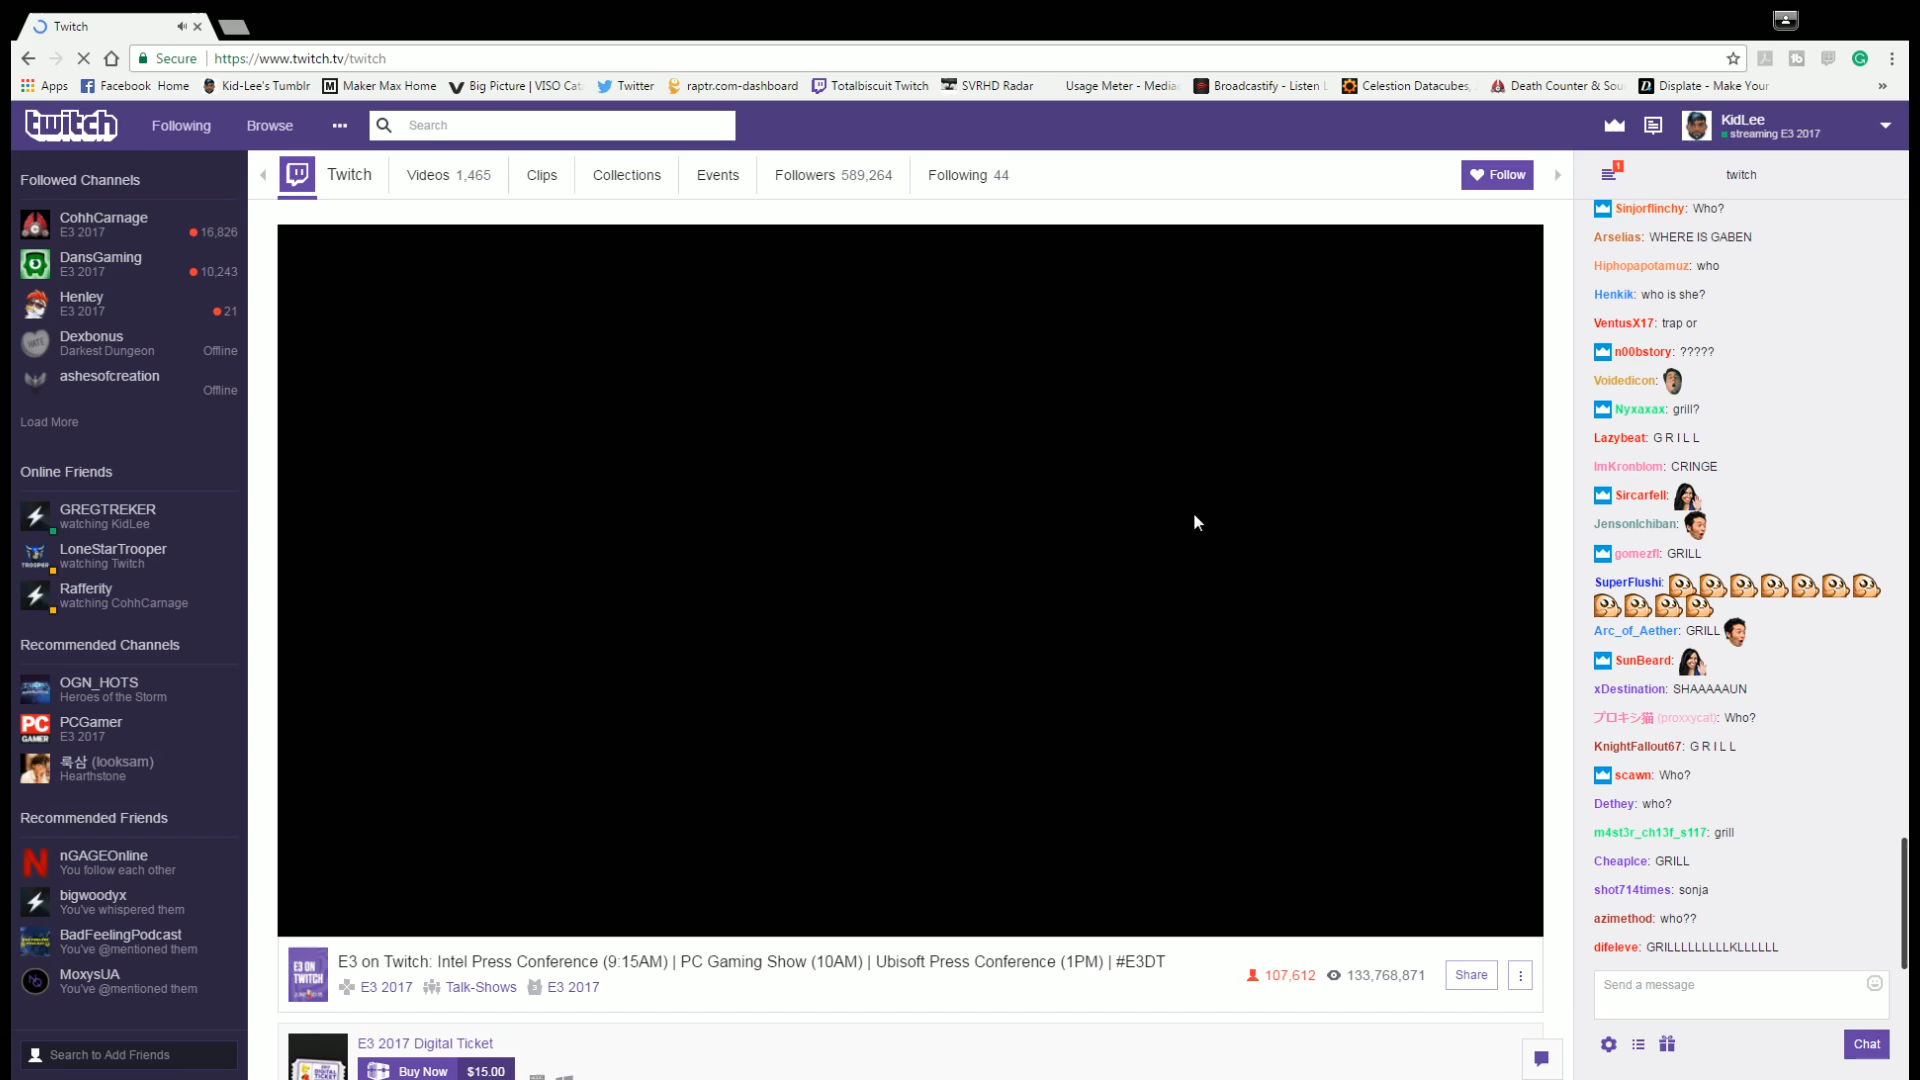 Twitch
Secure
https://www.twitch.tv/twitch
Apps
Facebook Home
Kid-Lee's Tumblr
Maker Max Home
Big Picture | VISO Cat
Twitter
raptr.com-dashboard
Totalbiscuit Twitch
SVRHD Radar
Usage Meter - Media
Broadcastify - Listen
Celestion Datacubes,
Death Counter & Sou
Displate - Make Your
twitch
Following
Browse
Search
KidLee
streaming E3 2017
Followed Channels
CohhCarnage
E3 2017
16,826
DansGaming
E3 2017
10,243
Henley
E3 2017
21
Dexbonus
Darkest Dungeon
Offline
ashesofcreation
Offline
Load More
Online Friends
GREGTREKER
watching KidLee
LoneStarTrooper
watching Twitch
Rafferity
watching CohhCarnage
Recommended Channels
OGN_HOTS
Heroes of the Storm
PC GAMER
PCGamer
E3 2017
룩삼 (looksam)
Hearthstone
Recommended Friends
nGAGEOnline
You follow each other
bigwoodyx
You've whispered them
BadFeelingPodcast
You've @mentioned them
MoxysUA
You've @mentioned them
Search to Add Friends
Twitch
Videos 1,465
Clips
Collections
Events
Followers 589,264
Following 44
Follow
E3 ON TWITCH
E3 on Twitch: Intel Press Conference (9:15AM) | PC Gaming Show (10AM) | Ubisoft Press Conference (1PM) | #E3DT
E3 2017
Talk-Shows
E3 2017
107,612
133,768,871
Share
E3 2017 Digital Ticket
Buy Now
$15.00
1
twitch
Sinjorflinchy: Who?
Arselias: WHERE IS GABEN
Hiphopapotamuz: who
Henkik: who is she?
VentusX17: trap or
n00bstory: ?????
Voidedicon:
Nyxaxax: grill?
Lazybeat: G R I L L
ImKronblom: CRINGE
Sircarfell:
JensonIchiban:
gomezfl: GRILL
SuperFlushi:
Arc_of_Aether: GRILL
SunBeard:
xDestination: SHAAAAAUN
プロキシ猫 (proxxycat): Who?
KnightFallout67: G R I L L
scawn: Who?
Dethey: who?
m4st3r_ch13f_s117: grill
CheapIce: GRILL
shot714times: sonja
azimethod: who??
difeleve: GRILLLLLLLLLKLLLLLL
Send a message
Chat